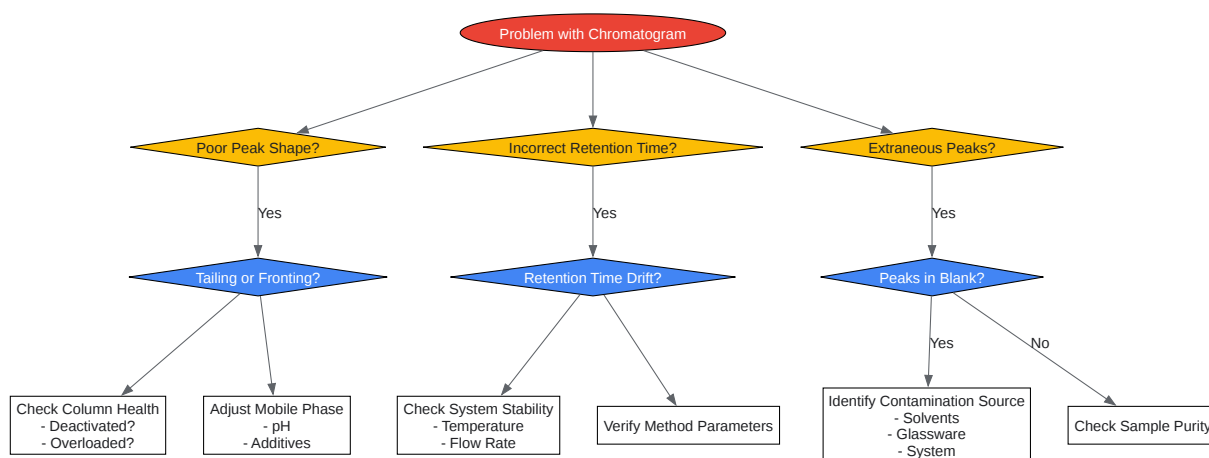 Problem with Chromatogram
Poor Peak Shape?
Incorrect Retention Time?
Extraneous Peaks?
Yes
Yes
Yes
Tailing or Fronting?
Retention Time Drift?
Peaks in Blank?
Yes
No
Check Column Health
- Deactivated?
- Overloaded?
Adjust Mobile Phase
- pH
- Additives
Check System Stability
- Temperature
- Flow Rate
Verify Method Parameters
Identify Contamination Source
- Solvents
- Glassware
- System
Check Sample Purity